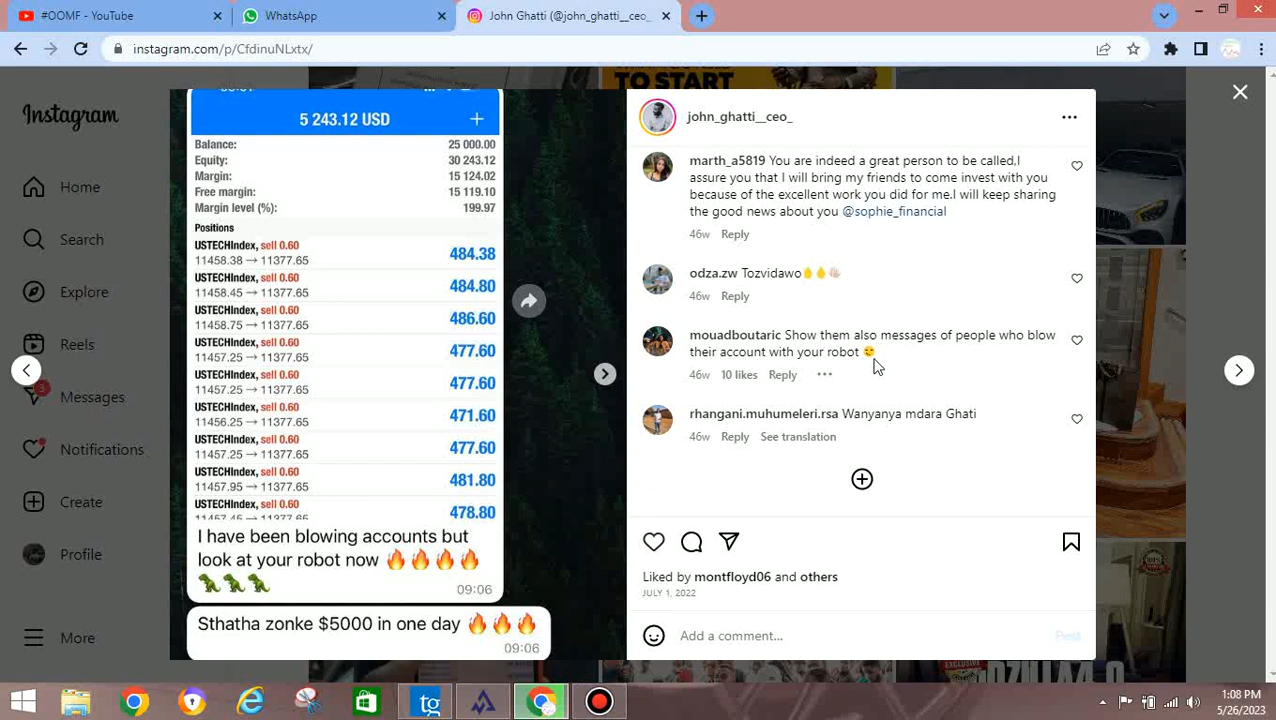 #OOMF - YouTube
WhatsApp
John Ghatti (@john_ghatti__ceo_
instagram.com/p/CfdinuNLxtx/
TO START
Instagram
Home
Search
Explore
Reels
Messages
Notifications
Create
Profile
More
5 243.12 USD +
Balance: 25 000.00
Equity: 30 243.12
Margin: 15 124.02
Free margin: 15 119.10
Margin level (%): 199.97
Positions
USTECHIndex, sell 0.60
11458.38 → 11377.65 484.38
USTECHIndex, sell 0.60
11458.45 → 11377.65 484.80
USTECHIndex, sell 0.60
11458.75 → 11377.65 486.60
USTECHIndex, sell 0.60
11457.25 → 11377.65 477.60
USTECHIndex, sell 0.60
11457.25 → 11377.65 477.60
USTECHIndex, sell 0.60
11456.25 → 11377.65 471.60
USTECHIndex, sell 0.60
11457.25 → 11377.65 477.60
USTECHIndex, sell 0.60
11457.95 → 11377.65 481.80
USTECHIndex, sell 0.60
11457.45 → 11377.65 478.80
I have been blowing accounts but
look at your robot now 🔥🔥🔥🔥
🦖🦖🦖 09:06
Sthatha zonke $5000 in one day 🔥🔥🔥
09:06
john_ghatti__ceo_
marth_a5819 You are indeed a great person to be called,I
assure you that I will bring my friends to come invest with you
because of the excellent work you did for me.I will keep sharing
the good news about you @sophie_financial
46w Reply
odza.zw Tozvidawo
46w Reply
mouadboutaric Show them also messages of people who blow
their account with your robot
46w 10 likes Reply
rhangani.muhumeleri.rsa Wanyanya mdara Ghati
46w Reply See translation
Liked by montfloyd06 and others
JULY 1, 2022
Add a comment...
Post
1:08 PM
5/26/2023